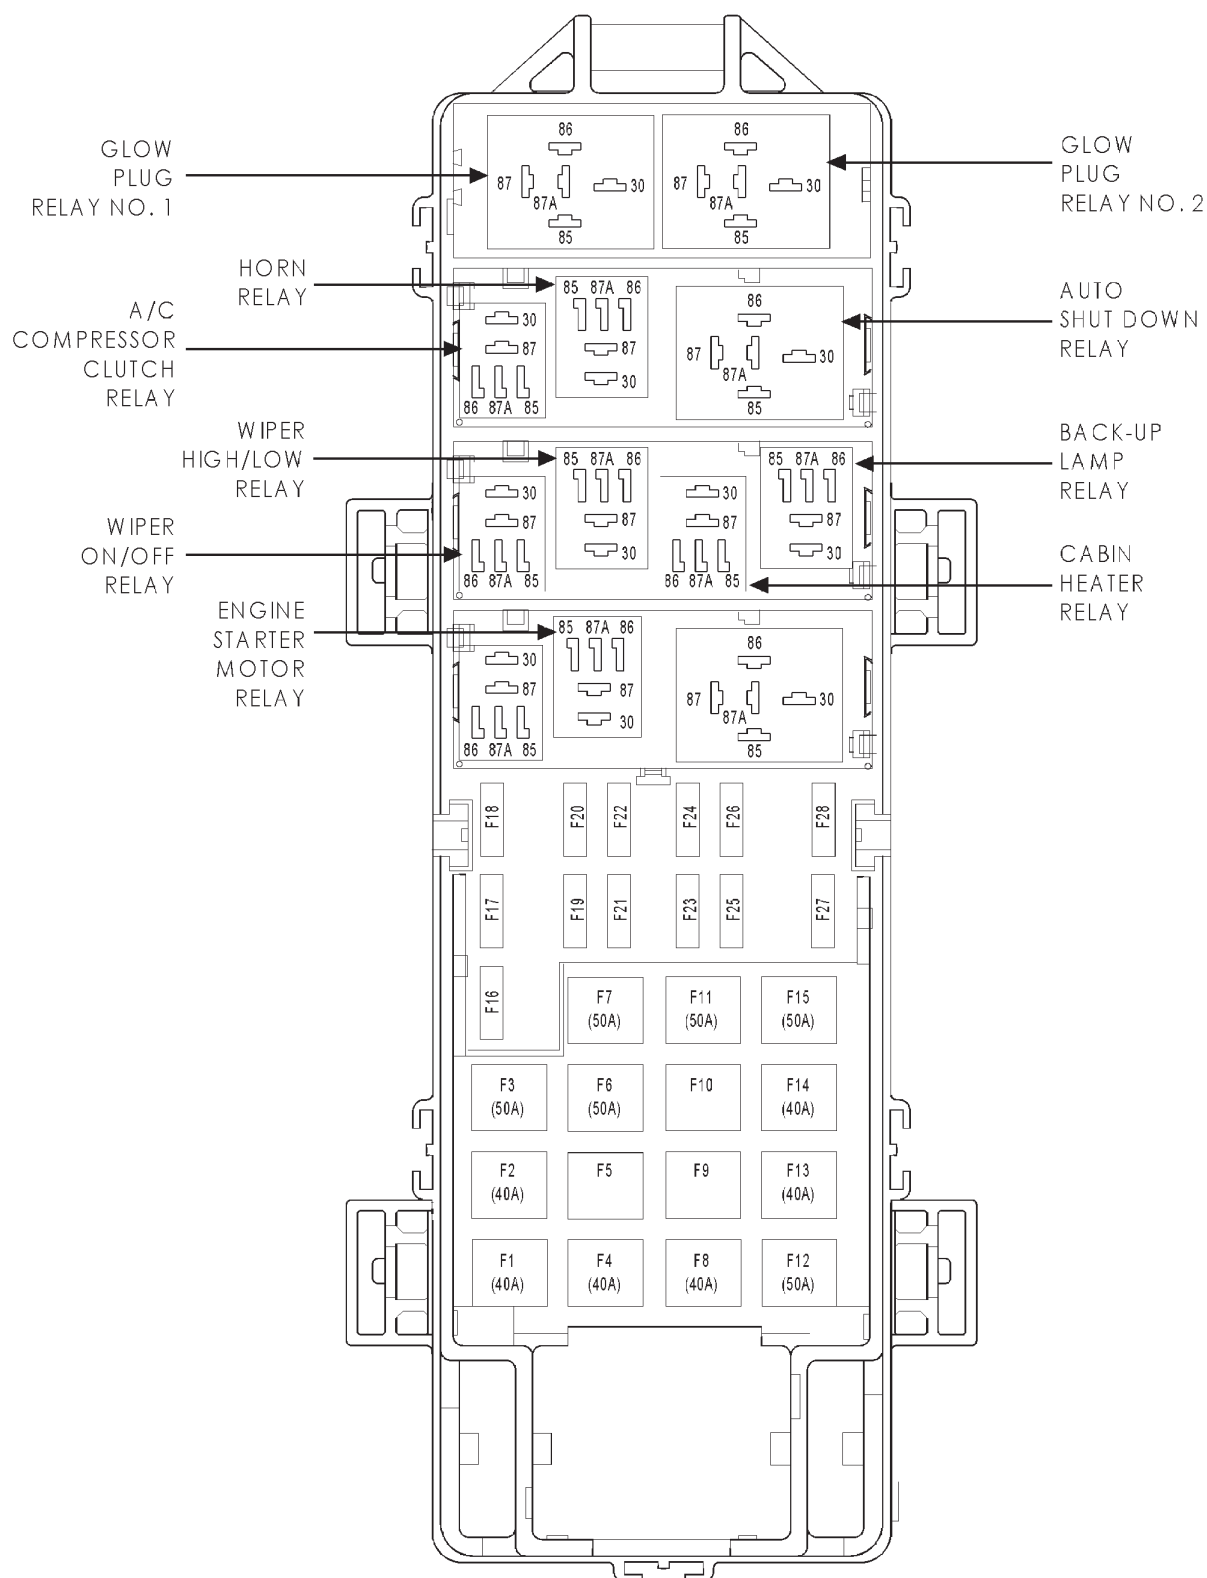 GLOW
PLUG
RELAY NO. 1
86
87
87A
30
85
86
87
87A
30
85
GLOW
PLUG
RELAY NO. 2
HORN
RELAY
A/C
COMPRESSOR
CLUTCH
RELAY
30
87
86 87A 85
85 87A 86
87
30
86
87
87A
30
85
AUTO
SHUT DOWN
RELAY
WIPER
HIGH/LOW
RELAY
WIPER
ON/OFF
RELAY
30
87
86 87A 85
85 87A 86
87
30
30
87
86 87A 85
85 87A 86
87
30
BACK-UP
LAMP
RELAY
CABIN
HEATER
RELAY
ENGINE
STARTER
MOTOR
RELAY
30
87
86 87A 85
85 87A 86
87
30
86
87
87A
30
85
F18 F20 F22 F24 F26 F28
F17 F19 F21 F23 F25 F27
F16
F7 F11 F15
(50A) (50A) (50A)
F3 F6 F10 F14
(50A) (50A) (40A)
F2 F5 F9 F13
(40A) (40A)
F1 F4 F8 F12
(40A) (40A) (40A) (50A)